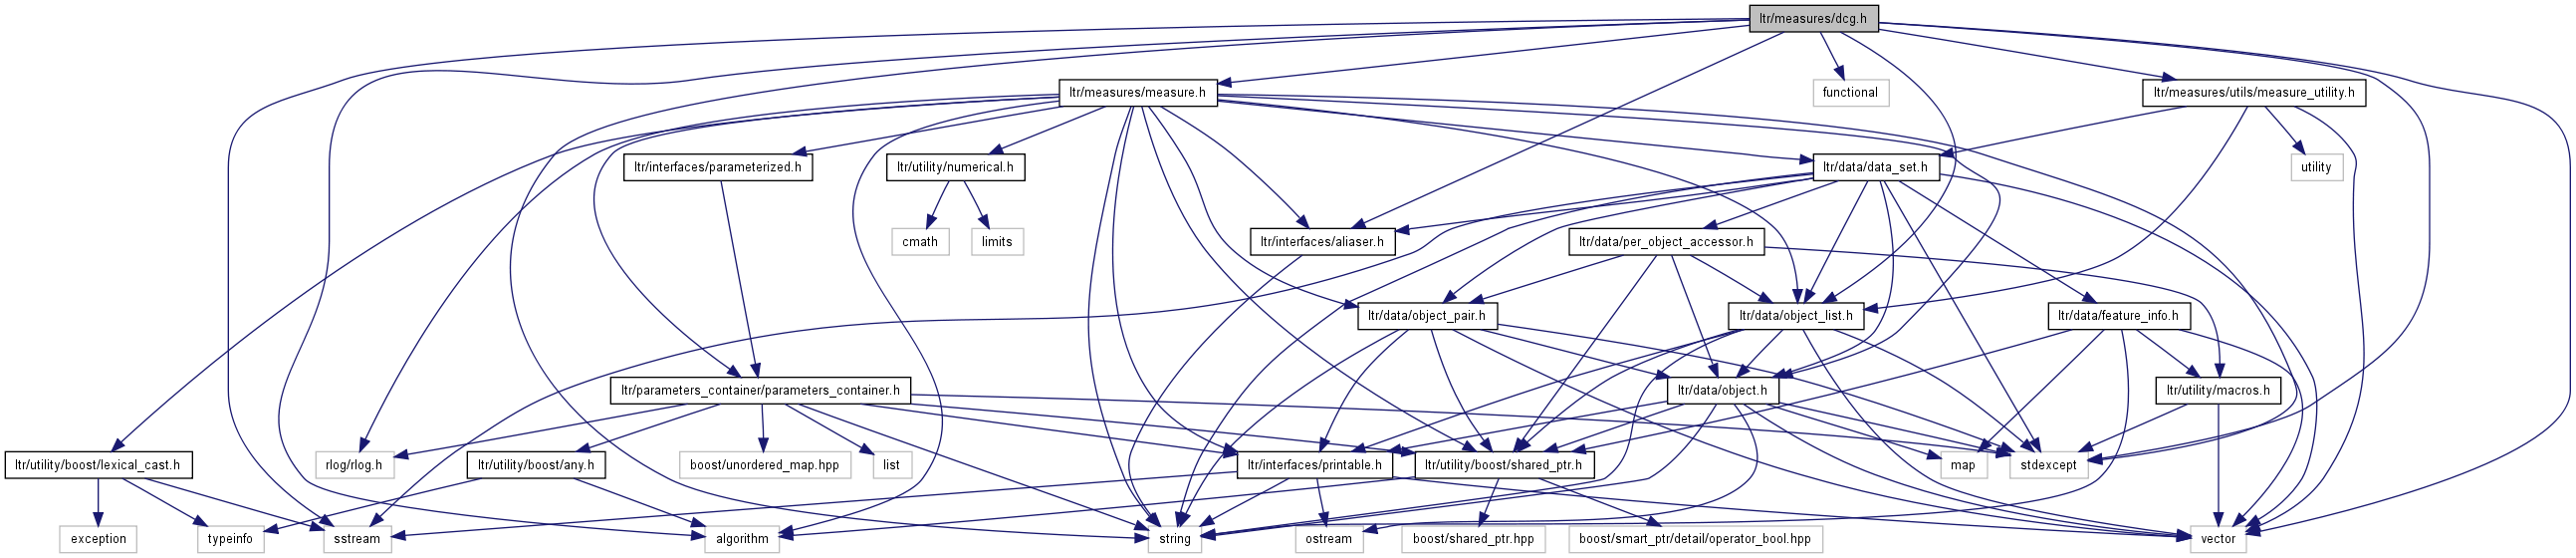 ltr/measures/dcg.h
ltr/measures/measure.h
functional
ltr/measures/utils/measure_utility.h
ltr/interfaces/parameterized.h
ltr/utility/numerical.h
ltr/data/data_set.h
utility
cmath
limits
ltr/interfaces/aliaser.h
ltr/data/per_object_accessor.h
ltr/data/object_pair.h
ltr/data/object_list.h
ltr/data/feature_info.h
ltr/parameters_container/parameters_container.h
ltr/data/object.h
ltr/utility/macros.h
ltr/utility/boost/lexical_cast.h
rlog/rlog.h
ltr/utility/boost/any.h
boost/unordered_map.hpp
list
ltr/interfaces/printable.h
ltr/utility/boost/shared_ptr.h
map
stdexcept
exception
typeinfo
sstream
algorithm
string
ostream
boost/shared_ptr.hpp
boost/smart_ptr/detail/operator_bool.hpp
vector